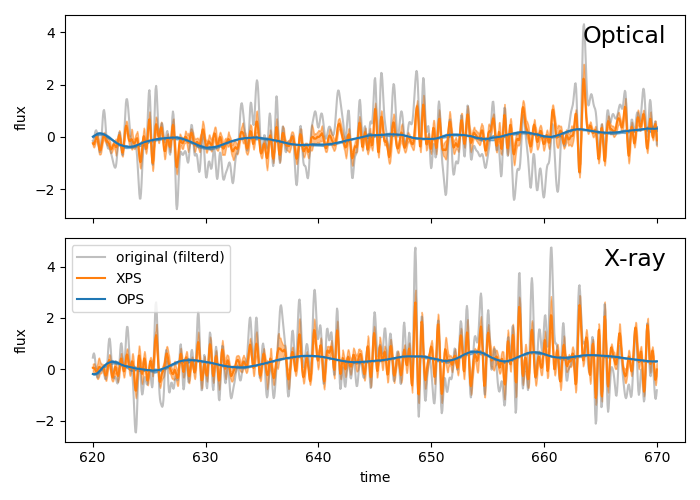 Optical
flux
4
2
0
−2
X-ray
original (filterd)
XPS
OPS
flux
4
2
0
−2
620 630 640 650 660 670
time